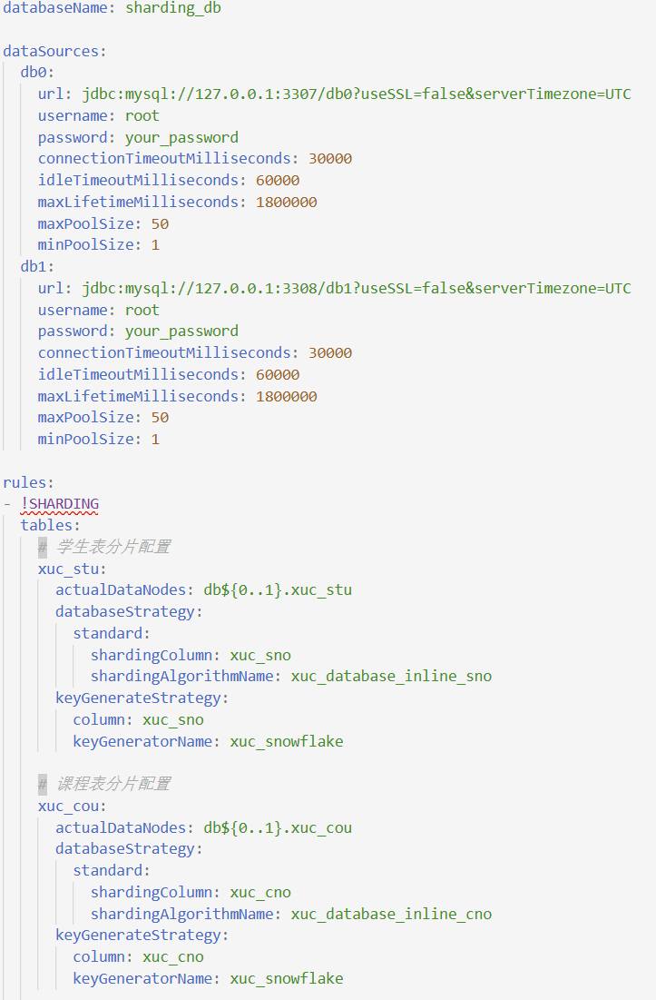 databaseName: sharding_db

dataSources:
  db0:
    url: jdbc:mysql://127.0.0.1:3307/db0?useSSL=false&serverTimezone=UTC
    username: root
    password: your_password
    connectionTimeoutMilliseconds: 30000
    idleTimeoutMilliseconds: 60000
    maxLifetimeMilliseconds: 1800000
    maxPoolSize: 50
    minPoolSize: 1
  db1:
    url: jdbc:mysql://127.0.0.1:3308/db1?useSSL=false&serverTimezone=UTC
    username: root
    password: your_password
    connectionTimeoutMilliseconds: 30000
    idleTimeoutMilliseconds: 60000
    maxLifetimeMilliseconds: 1800000
    maxPoolSize: 50
    minPoolSize: 1

rules:
- !SHARDING
  tables:
    # 学生表分片配置
    xuc_stu:
      actualDataNodes: db${0..1}.xuc_stu
      databaseStrategy:
        standard:
          shardingColumn: xuc_sno
          shardingAlgorithmName: xuc_database_inline_sno
      keyGenerateStrategy:
        column: xuc_sno
        keyGeneratorName: xuc_snowflake

    # 课程表分片配置
    xuc_cou:
      actualDataNodes: db${0..1}.xuc_cou
      databaseStrategy:
        standard:
          shardingColumn: xuc_cno
          shardingAlgorithmName: xuc_database_inline_cno
      keyGenerateStrategy:
        column: xuc_cno
        keyGeneratorName: xuc_snowflake